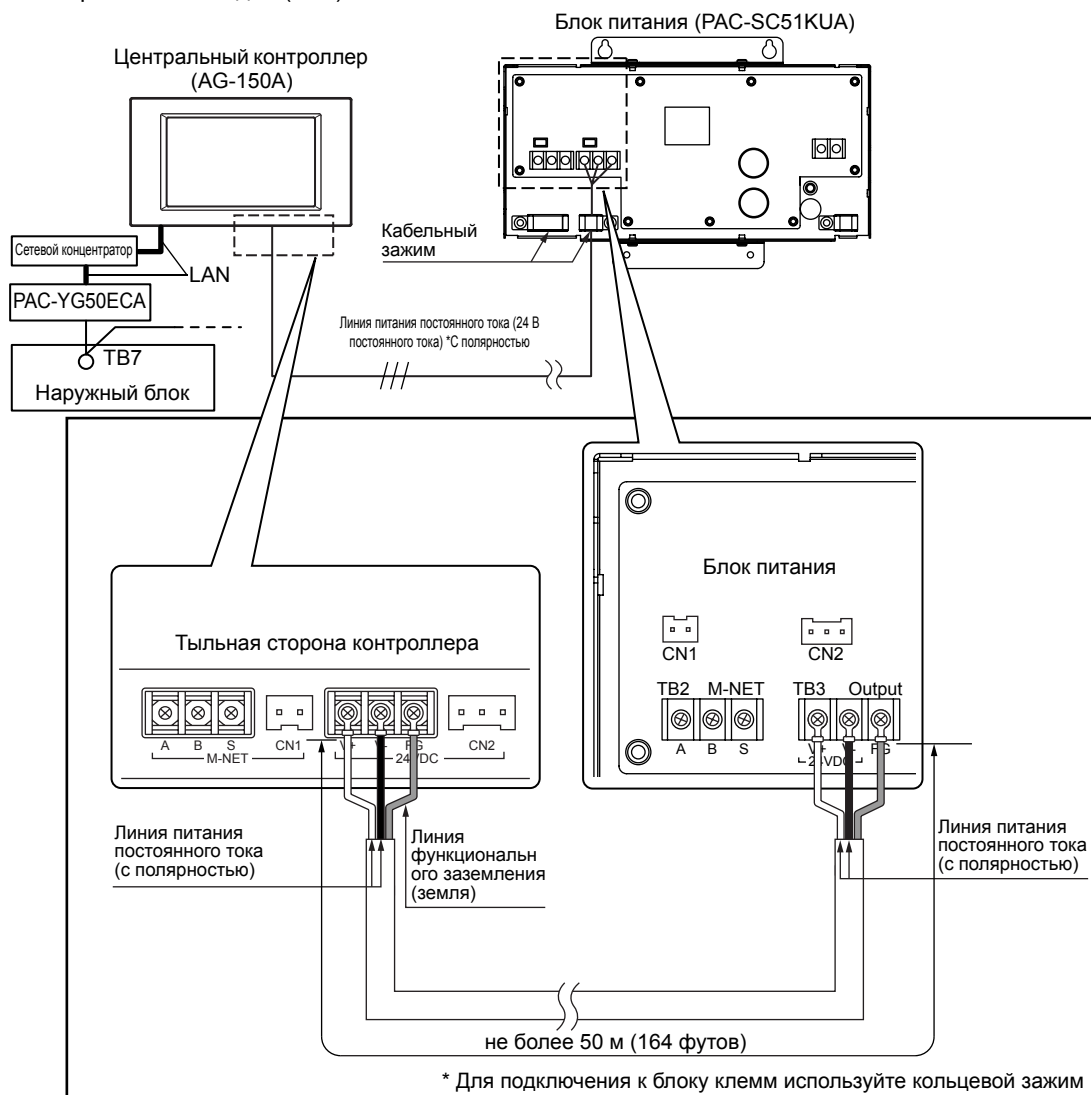 Блок питания (PAC-SC51KUA)
Центральный контроллер
(AG-150A)
Кабельный
зажим
Сетевой концентратор
LAN
PAC-YG50ECA
TB7
Наружный блок
Линия питания постоянного тока (24 В
постоянного тока) *С полярностью
Блок питания
CN1
CN2
TB2 M-NET
TB3 Output
A B S
V+ V- FG
24VDC
Тыльная сторона контроллера
A B S
M-NET
CN1
V+ V- FG
24VDC
CN2
Линия питания
постоянного тока
(с полярностью)
Линия
функциональн
ого заземления
(земля)
Линия питания
постоянного тока
(с полярностью)
не более 50 м (164 футов)
* Для подключения к блоку клемм используйте кольцевой зажим